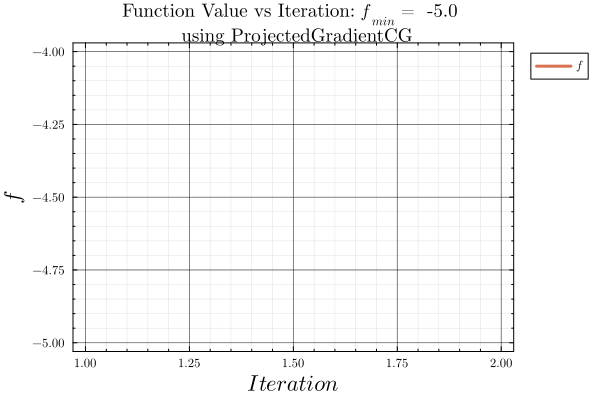 Function Value vs Iteration: f_min = -5.0
using ProjectedGradientCG
f
−4.00
−4.25
−4.50
−4.75
−5.00
f
1.00 1.25 1.50 1.75 2.00
Iteration